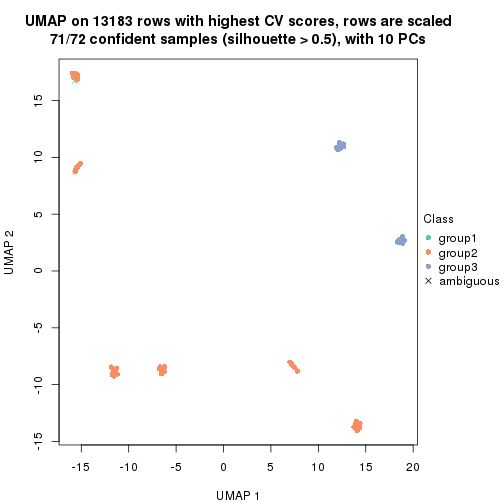 UMAP on 13183 rows with highest CV scores, rows are scaled
71/72 confident samples (silhouette > 0.5), with 10 PCs
15
10
5
0
-5
-10
-15
UMAP 2
-15 -10 -5 0 5 10 15 20
UMAP 1
Class
group1
group2
group3
ambiguous